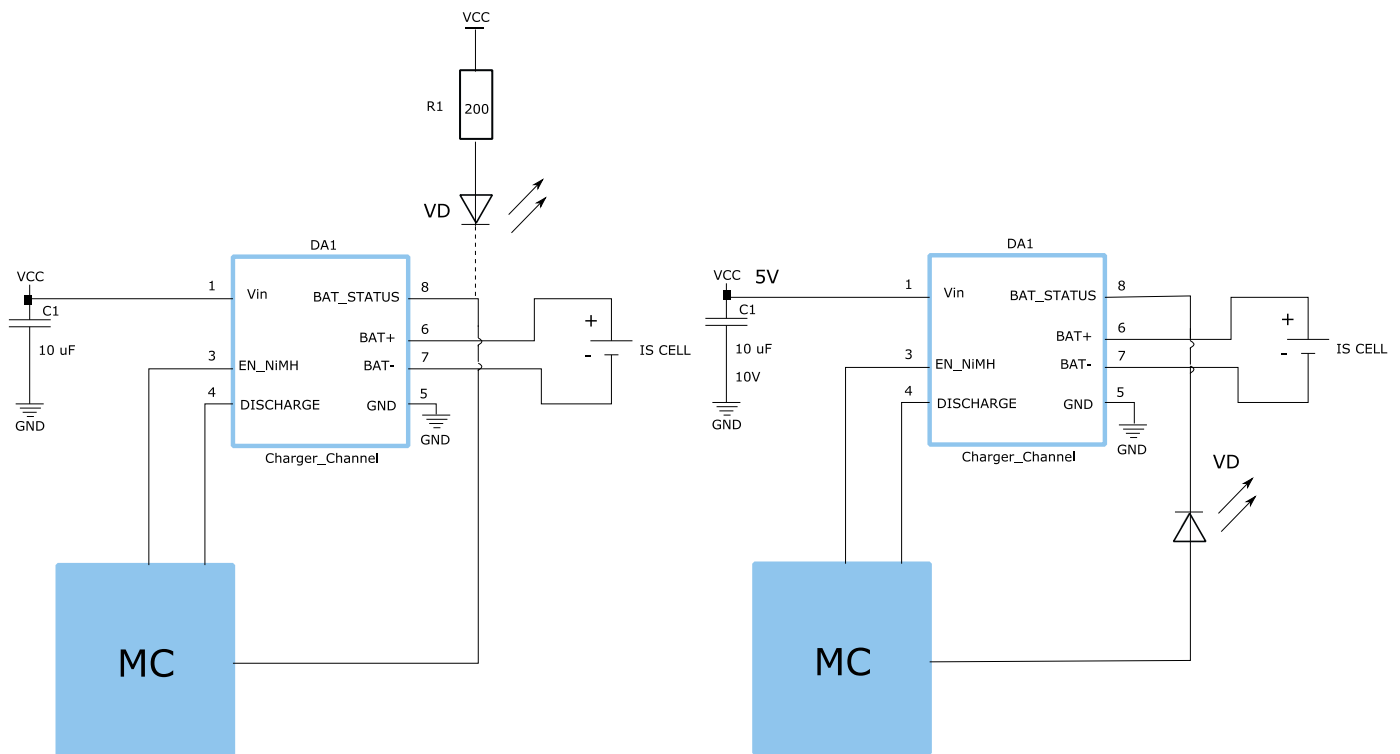 VCC
R1
200
VD
DA1
VCC
1
Vin
BAT_STATUS
8
C1
10 uF
BAT+
6
+
-
IS CELL
3
EN_NiMH
BAT-
7
4
DISCHARGE
GND
5
GND
GND
Charger_Channel
MC
DA1
VCC
5V
1
Vin
BAT_STATUS
8
C1
10 uF
10V
BAT+
6
+
-
IS CELL
3
EN_NiMH
BAT-
7
4
DISCHARGE
GND
5
GND
GND
Charger_Channel
VD
MC